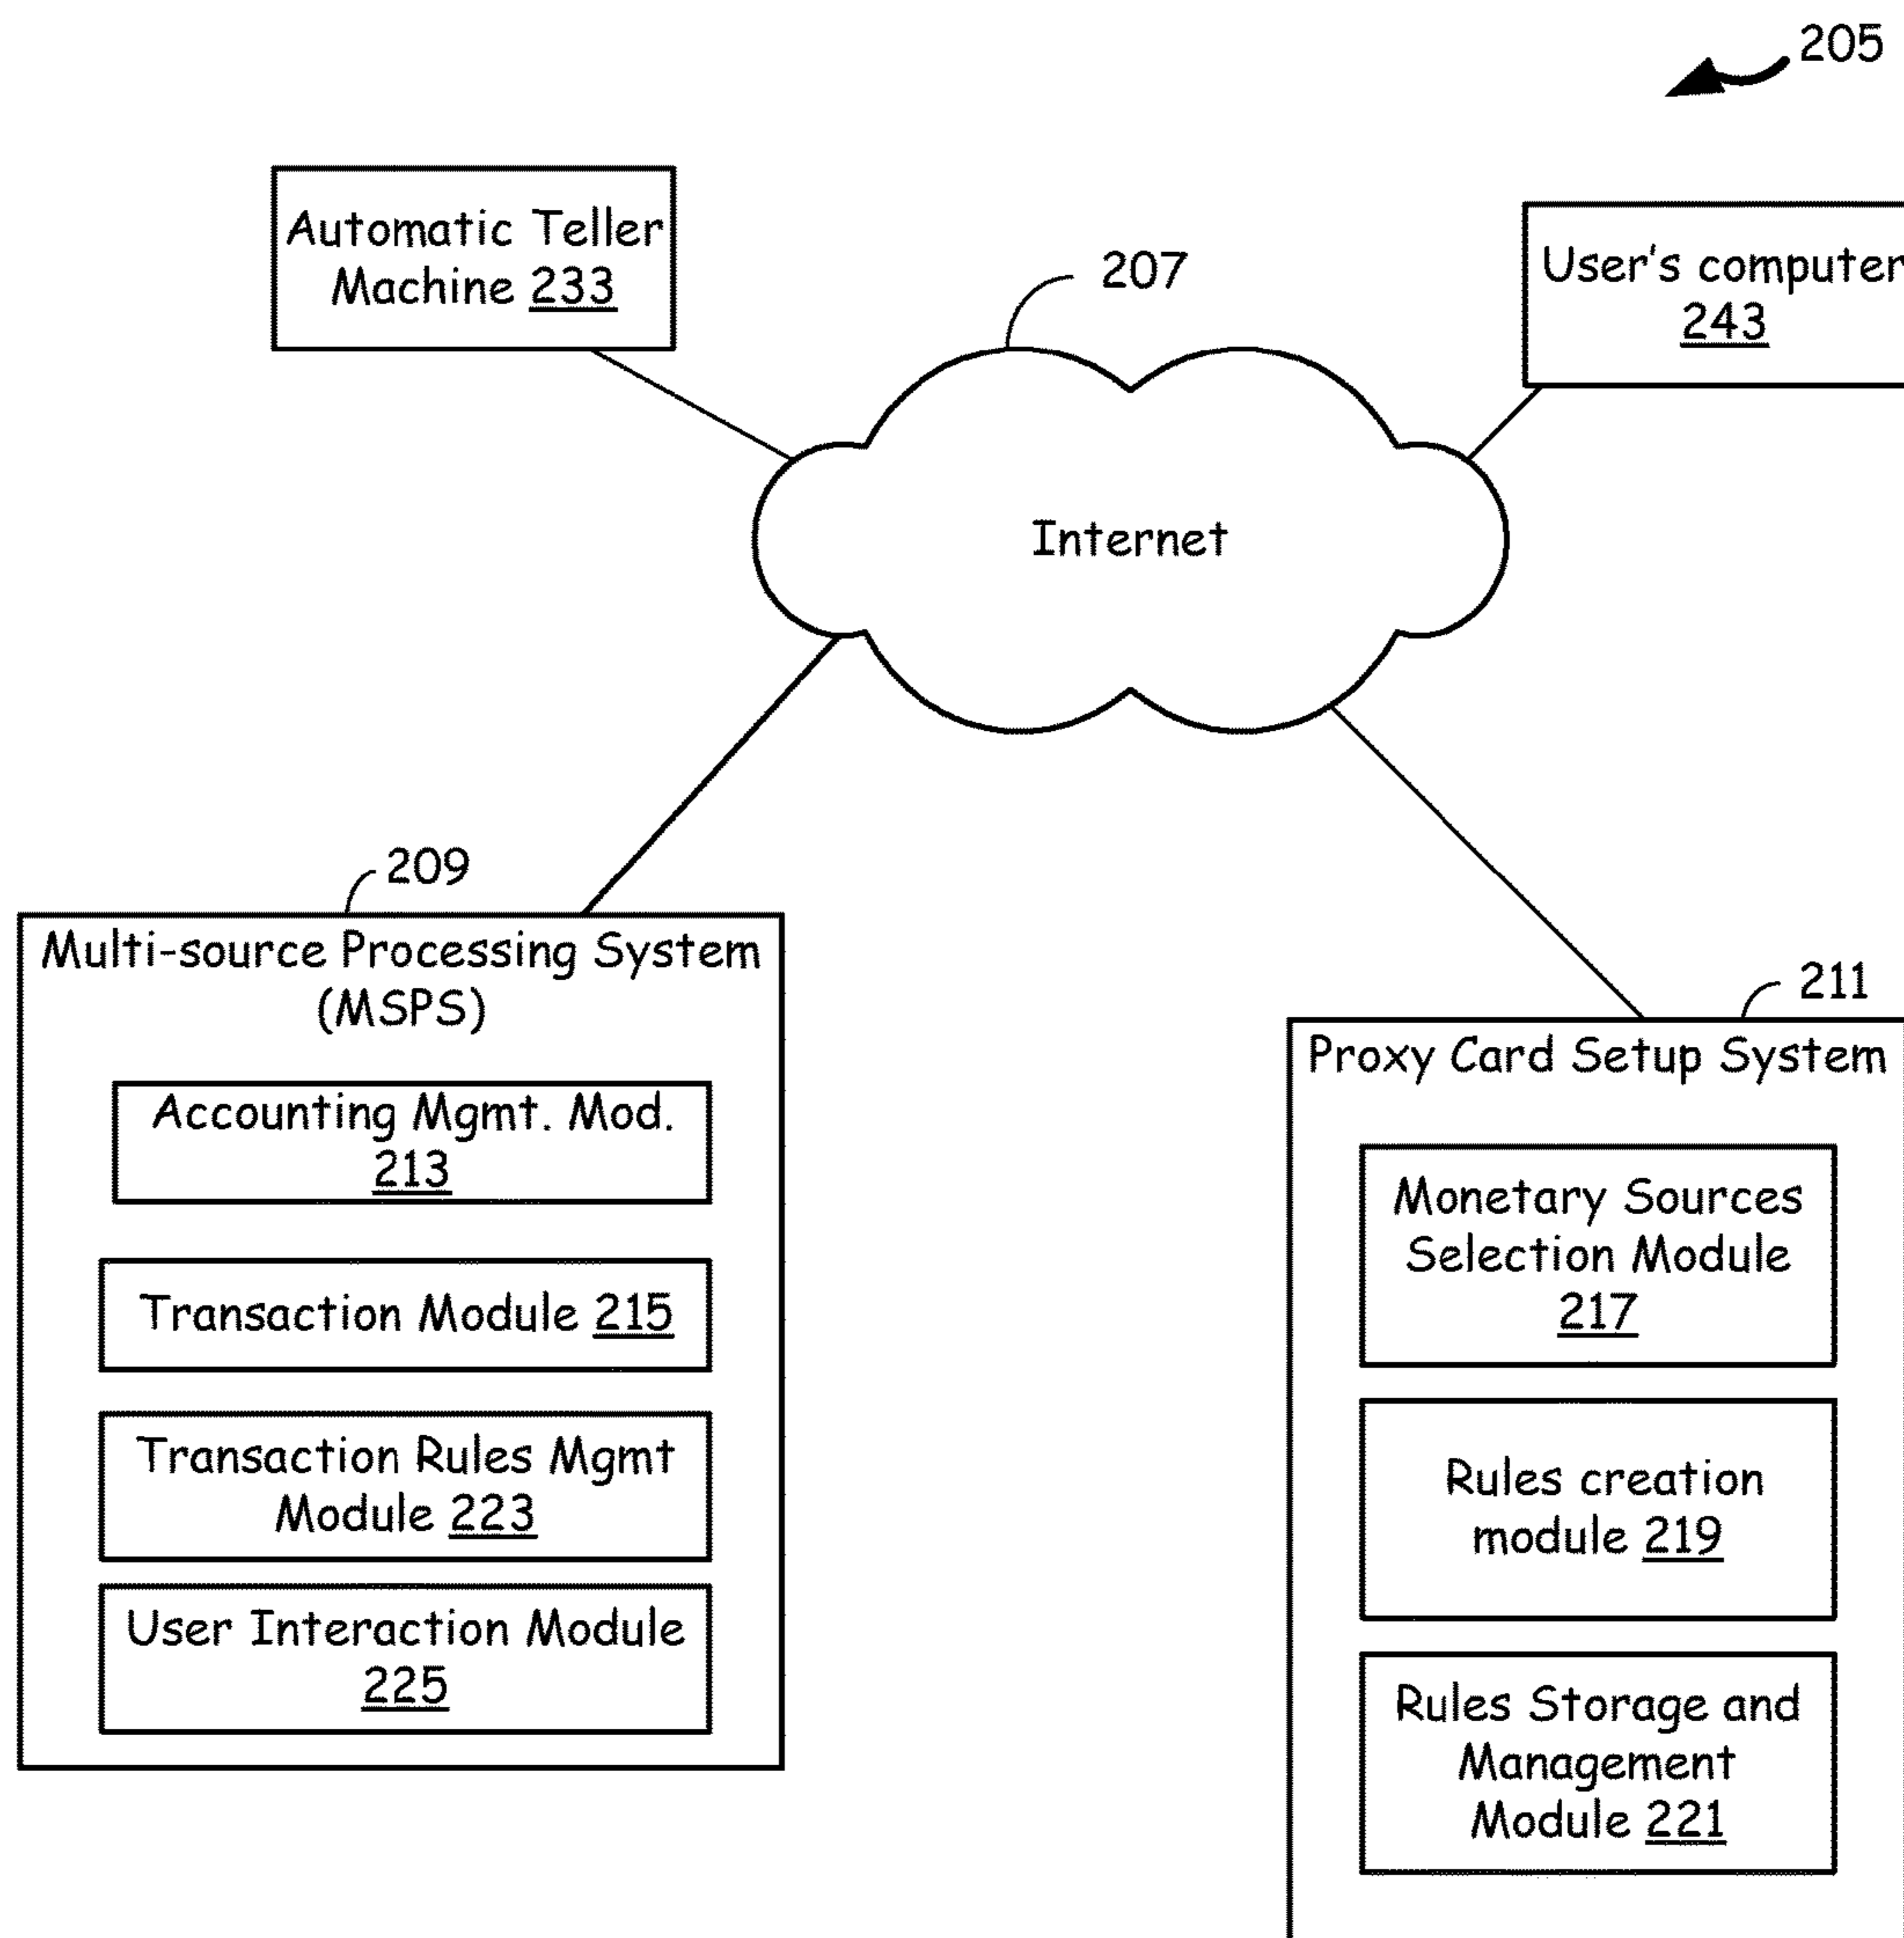 205
Automatic Teller
Machine 233
207
User's computer
243
Internet
209
Multi-source Processing System
(MSPS)
Accounting Mgmt. Mod.
213
Transaction Module 215
Transaction Rules Mgmt
Module 223
User Interaction Module
225
211
Proxy Card Setup System
Monetary Sources
Selection Module
217
Rules creation
module 219
Rules Storage and
Management
Module 221